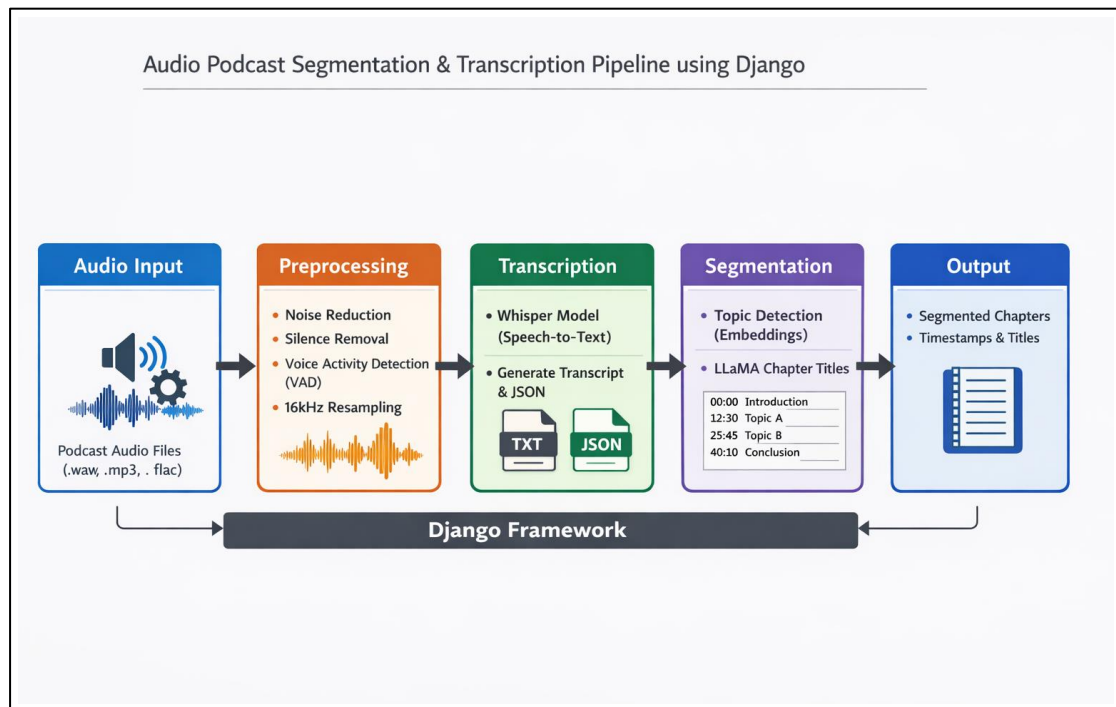 Audio Podcast Segmentation & Transcription Pipeline using Django
Audio Input
Podcast Audio Files
(.waw, .mp3, . flac)
Preprocessing
• Noise Reduction
• Silence Removal
• Voice Activity Detection
(VAD)
• 16kHz Resampling
Transcription
• Whisper Model
(Speech-to-Text)
• Generate Transcript
& JSON
TXT
JSON
Segmentation
• Topic Detection
(Embeddings)
• LLaMA Chapter Titles
00:00 Introduction
12:30 Topic A
25:45 Topic B
40:10 Conclusion
Output
• Segmented Chapters
• Timestamps & Titles
Django Framework